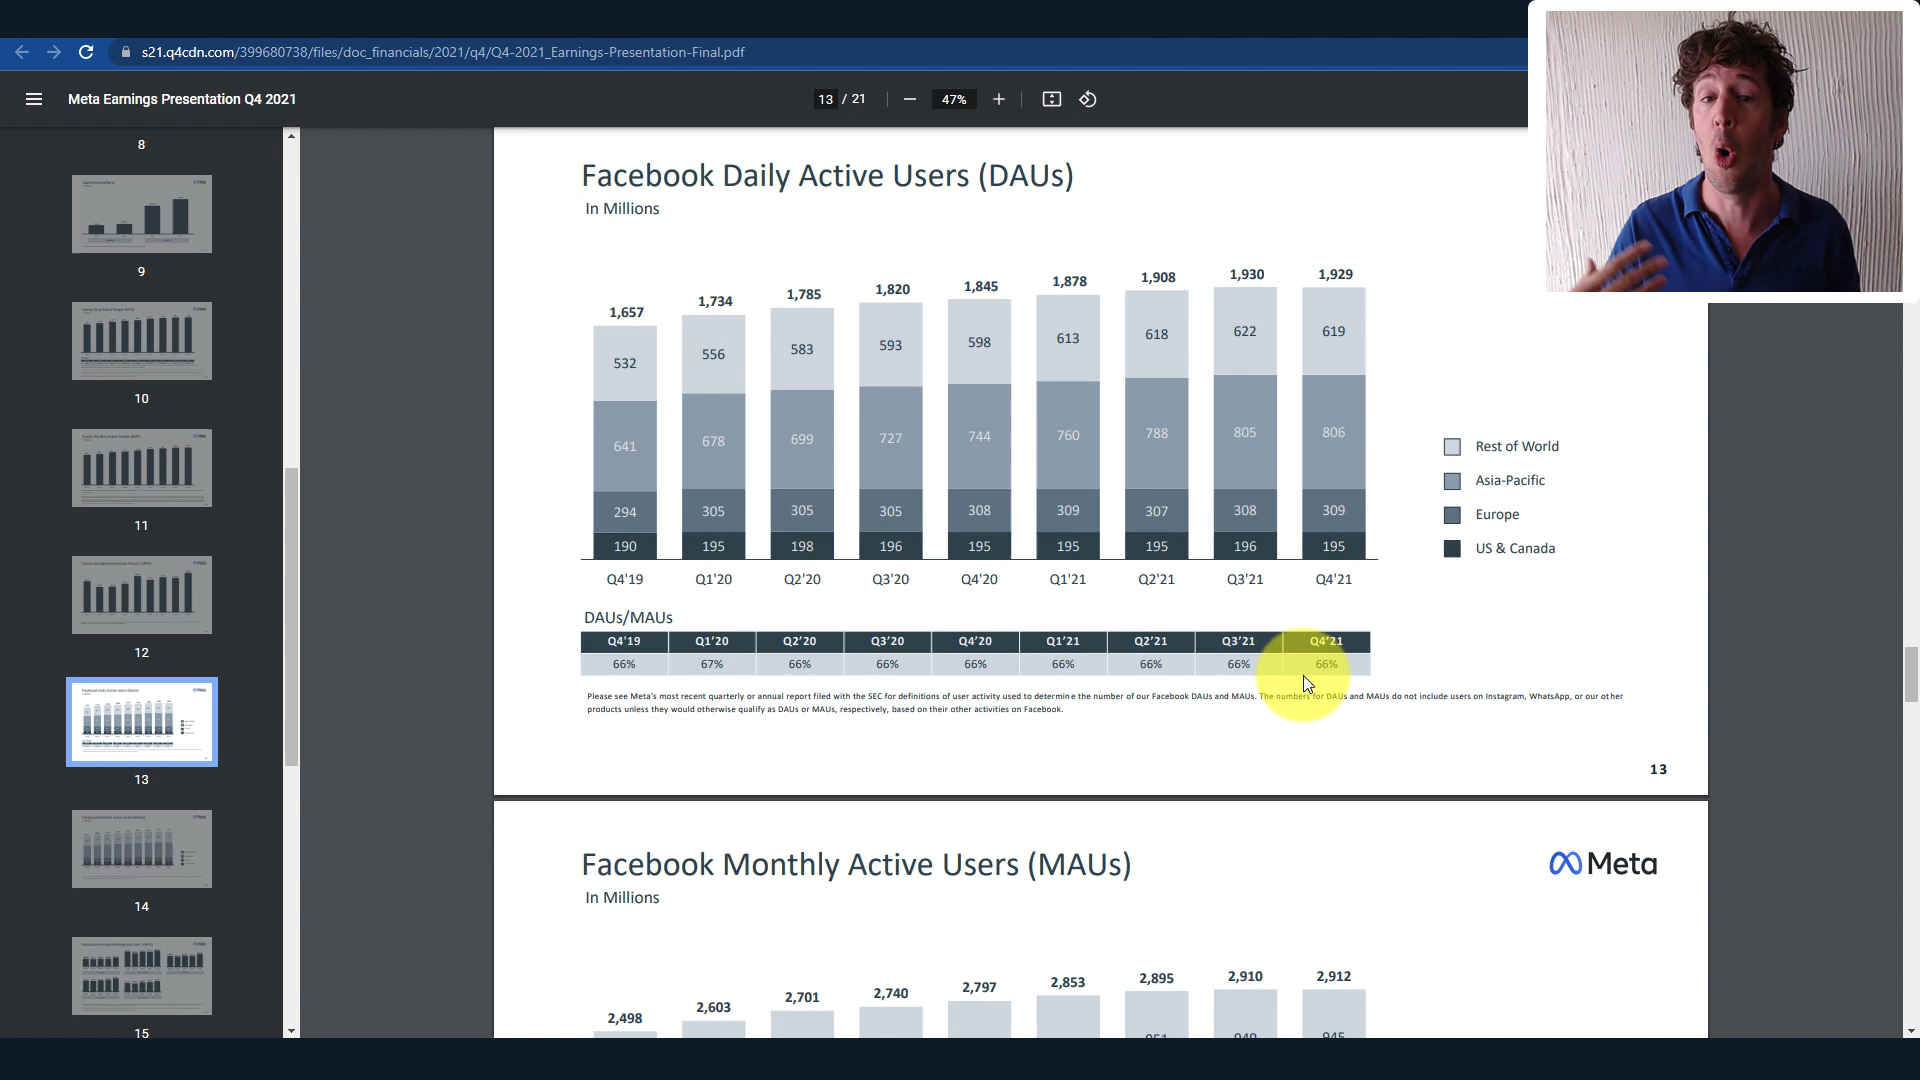 s21.q4cdn.com/399680738/files/doc_financials/2021/q4/Q4-2021_Earnings-Presentation-Final.pdf
Meta Earnings Presentation Q4 2021
13 / 21
47%
8
9
10
11
12
13
14
15
Facebook Daily Active Users (DAUs)
In Millions
1,657 1,734 1,785 1,820 1,845 1,878 1,908 1,930 1,929
532 556 583 593 598 613 618 622 619
641 678 699 727 744 760 788 805 806
294 305 305 305 308 309 307 308 309
190 195 198 196 195 195 195 196 195
Q4'19 Q1'20 Q2'20 Q3'20 Q4'20 Q1'21 Q2'21 Q3'21 Q4'21
Rest of World
Asia-Pacific
Europe
US & Canada
DAUs/MAUs
Q4'19 Q1'20 Q2'20 Q3'20 Q4'20 Q1'21 Q2'21 Q3'21 Q4'21
66% 67% 66% 66% 66% 66% 66% 66% 66%
Please see Meta's most recent quarterly or annual report filed with the SEC for definitions of user activity used to determine the number of our Facebook DAUs and MAUs. The numbers for DAUs and MAUs do not include users on Instagram, WhatsApp, or our other
products unless they would otherwise qualify as DAUs or MAUs, respectively, based on their other activities on Facebook.
13
Facebook Monthly Active Users (MAUs)
Meta
In Millions
2,498 2,603 2,701 2,740 2,797 2,853 2,895 2,910 2,912